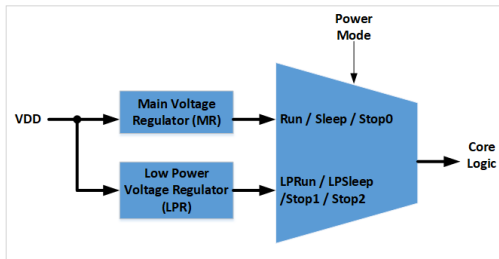 Power
Mode
Main Voltage
Regulator (MR)
Run / Sleep / Stop0
VDD
Core
Logic
Low Power
Voltage Regulator
(LPR)
LPRun / LPSleep
/Stop1 / Stop2